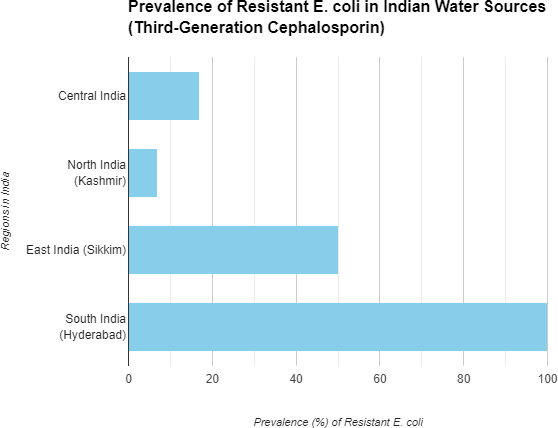 Prevalence of Resistant E. coli in Indian Water Sources
(Third-Generation Cephalosporin)
Regions in India
Central India
North India
(Kashmir)
East India (Sikkim)
South India
(Hyderabad)
0 20 40 60 80 100
Prevalence (%) of Resistant E. coli